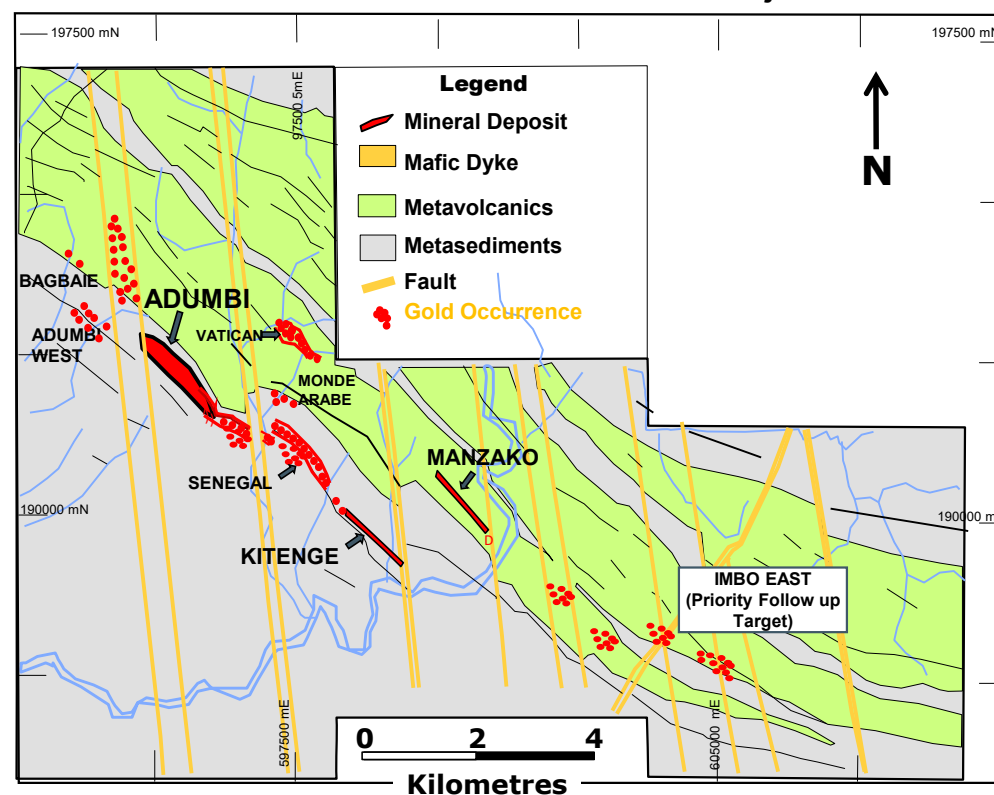 197500 mN
197500 mN
97500.5mE
Legend
Mineral Deposit
Mafic Dyke
Metavolcanics
Metasediments
Fault
Gold Occurrence
N
BAGBAIE
ADUMBI
ADUMBI
WEST
VATICAN
MONDE
ARABE
MANZAKO
SENEGAL
190000 mN
190000 m
D
KITENGE
IMBO EAST
(Priority Follow up
Target)
597500 mE
605000 mE
0 2 4
Kilometres